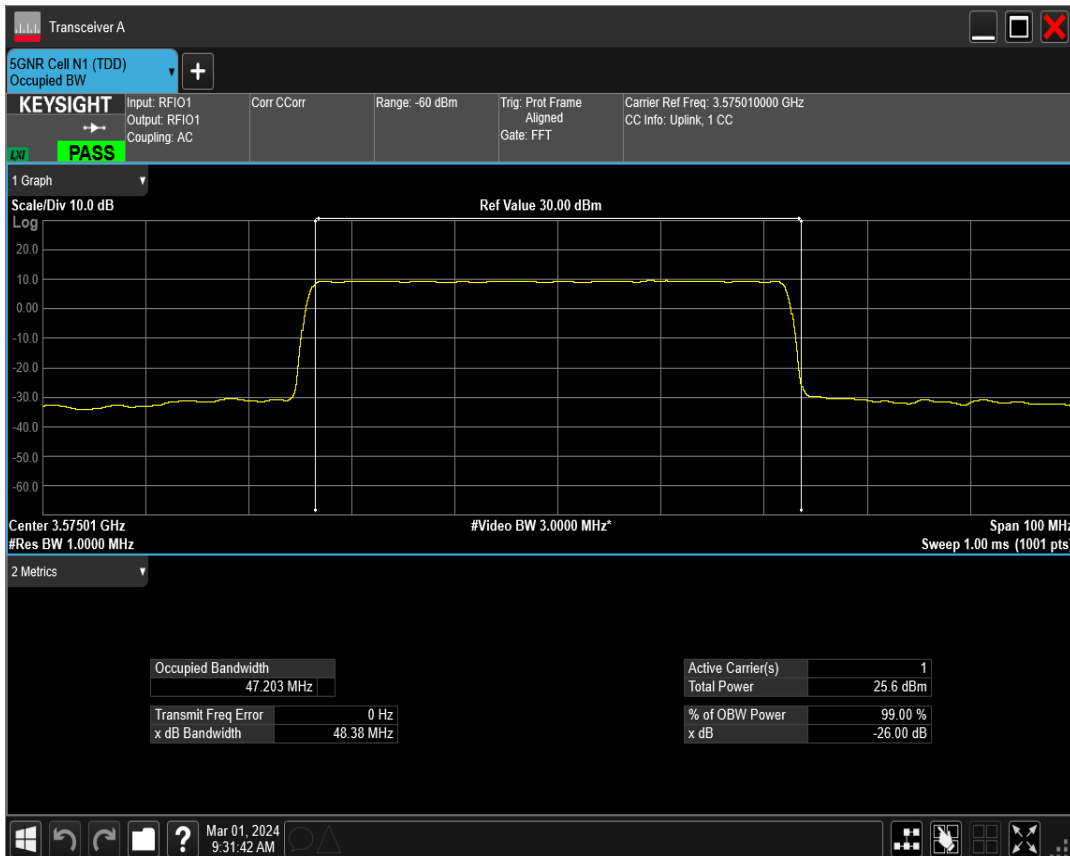 Transceiver A
5GNR Cell N1 (TDD)
Occupied BW
+
KEYSIGHT
LXI
PASS
Input: RFIO1
Output: RFIO1
Coupling: AC
Corr CCorr
Range: -60 dBm
Trig: Prot Frame
Aligned
Gate: FFT
Carrier Ref Freq: 3.575010000 GHz
CC Info: Uplink, 1 CC
1 Graph
Scale/Div 10.0 dB
Ref Value 30.00 dBm
Log
20.0
10.0
0.00
-10.0
-20.0
-30.0
-40.0
-50.0
-60.0
Center 3.57501 GHz
#Video BW 3.0000 MHz*
Span 100 MHz
#Res BW 1.0000 MHz
Sweep 1.00 ms (1001 pts)
2 Metrics
Occupied Bandwidth
47.203 MHz
Transmit Freq Error 0 Hz
x dB Bandwidth 48.38 MHz
Active Carrier(s) 1
Total Power 25.6 dBm
% of OBW Power 99.00 %
x dB -26.00 dB
?
Mar 01, 2024
9:31:42 AM